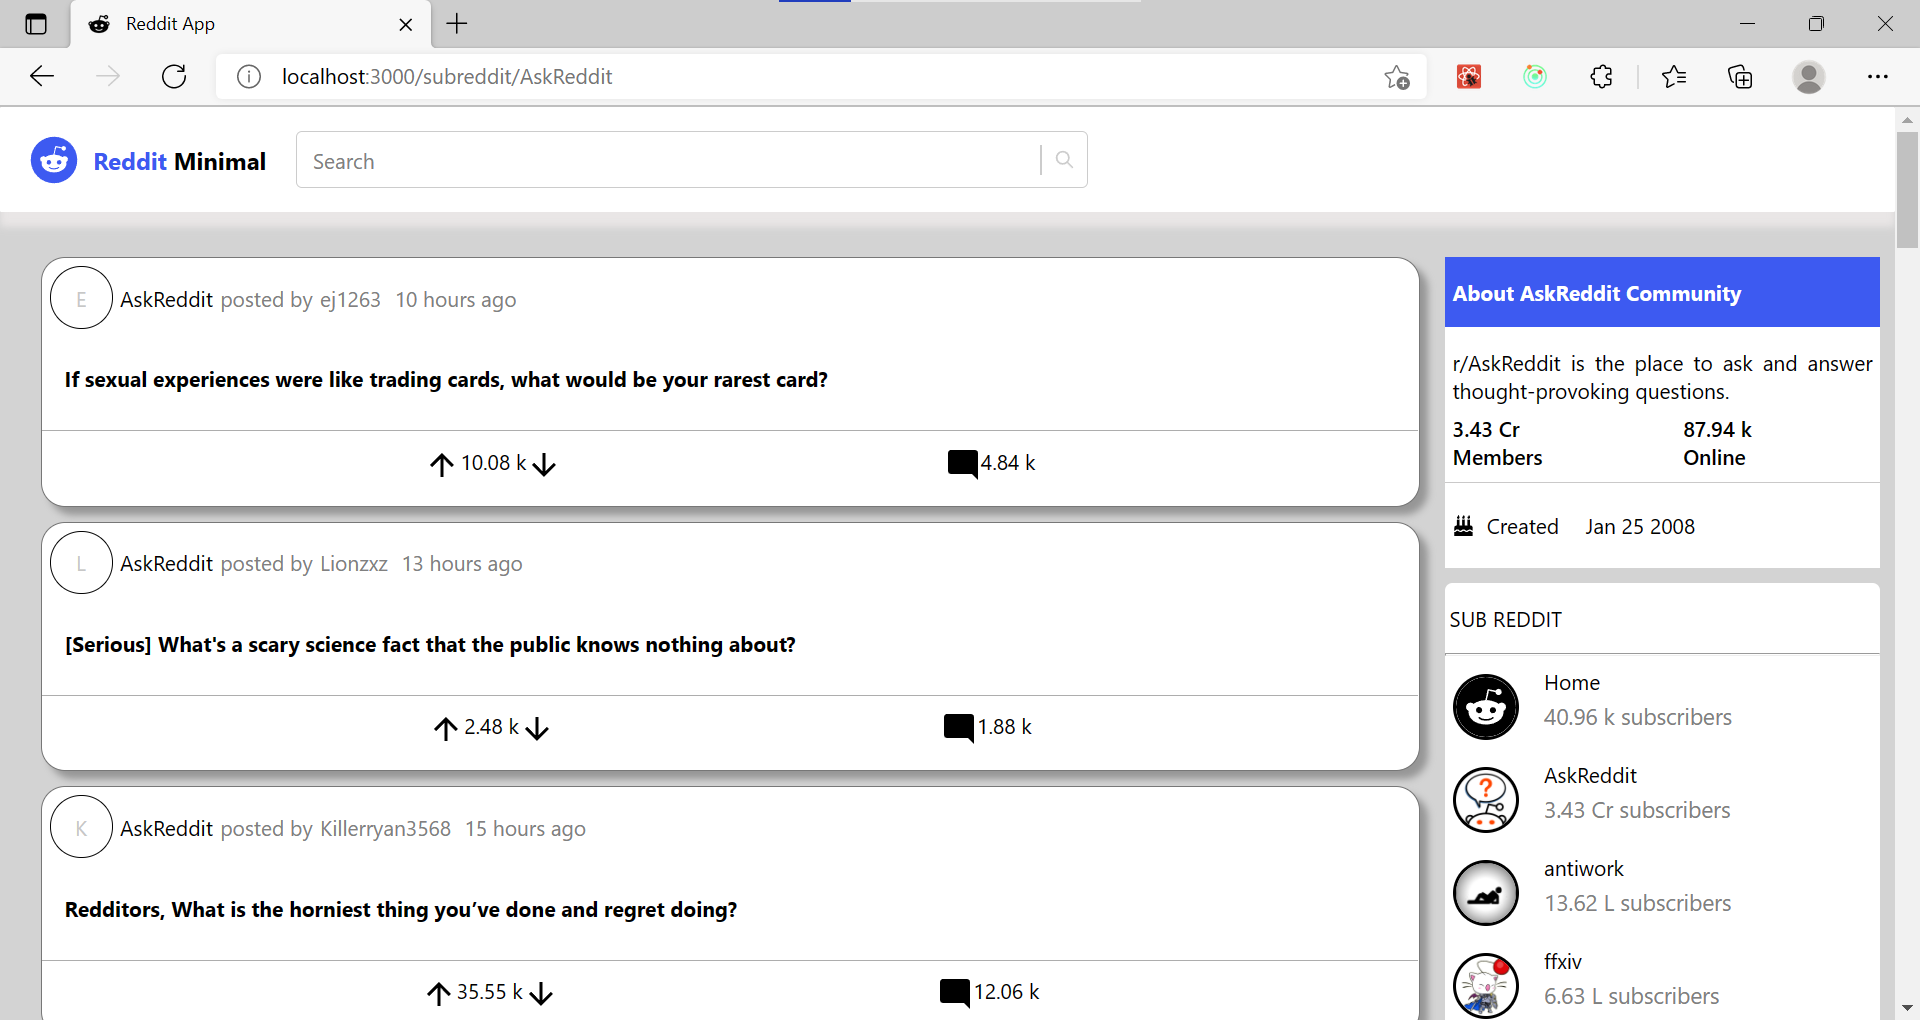 Reddit App
localhost:3000/subreddit/AskReddit
Reddit Minimal
Search
E
AskReddit posted by ej1263 10 hours ago
If sexual experiences were like trading cards, what would be your rarest card?
10.08 k
4.84 k
L
AskReddit posted by Lionzxz 13 hours ago
[Serious] What's a scary science fact that the public knows nothing about?
2.48 k
1.88 k
K
AskReddit posted by Killerryan3568 15 hours ago
Redditors, What is the horniest thing you’ve done and regret doing?
35.55 k
12.06 k
About AskReddit Community
r/AskReddit is the place to ask and answer
thought-provoking questions.
3.43 Cr
Members
87.94 k
Online
Created Jan 25 2008
SUB REDDIT
Home
40.96 k subscribers
?
AskReddit
3.43 Cr subscribers
antiwork
13.62 L subscribers
ffxiv
6.63 L subscribers